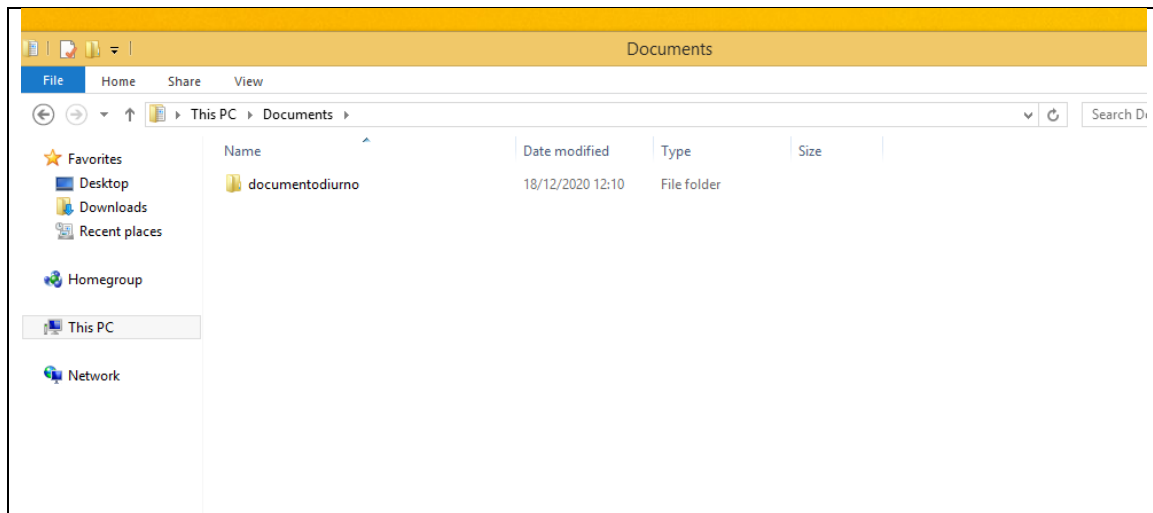 Documents
File Home Share View
This PC Documents
Search
Favorites
Desktop
Downloads
Recent places
Homegroup
This PC
Network
Name Date modified Type Size
documentodiurno 18/12/2020 12:10 File folder